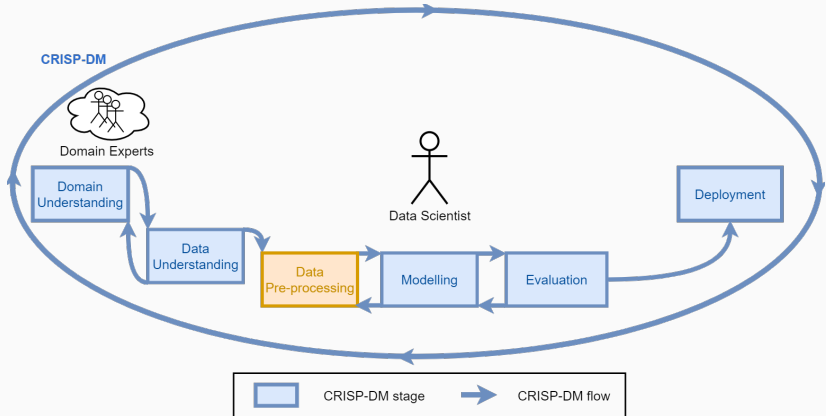 CRISP-DM
Domain Experts
Domain
Understanding
Data Scientist
Deployment
Data
Understanding
Data
Pre-processing
Modelling
Evaluation
CRISP-DM stage
CRISP-DM flow